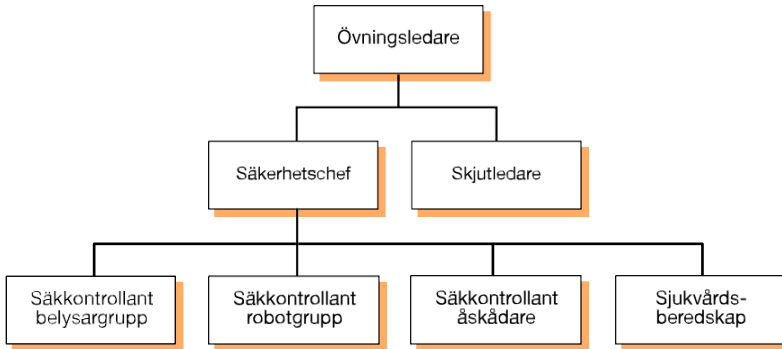 Övningsledare
Säkerhetschef
Skjutledare
Säkkontrollant
belysargrupp
Säkkontrollant
robotgrupp
Säkkontrollant
åskådare
Sjukvårds-
beredskap